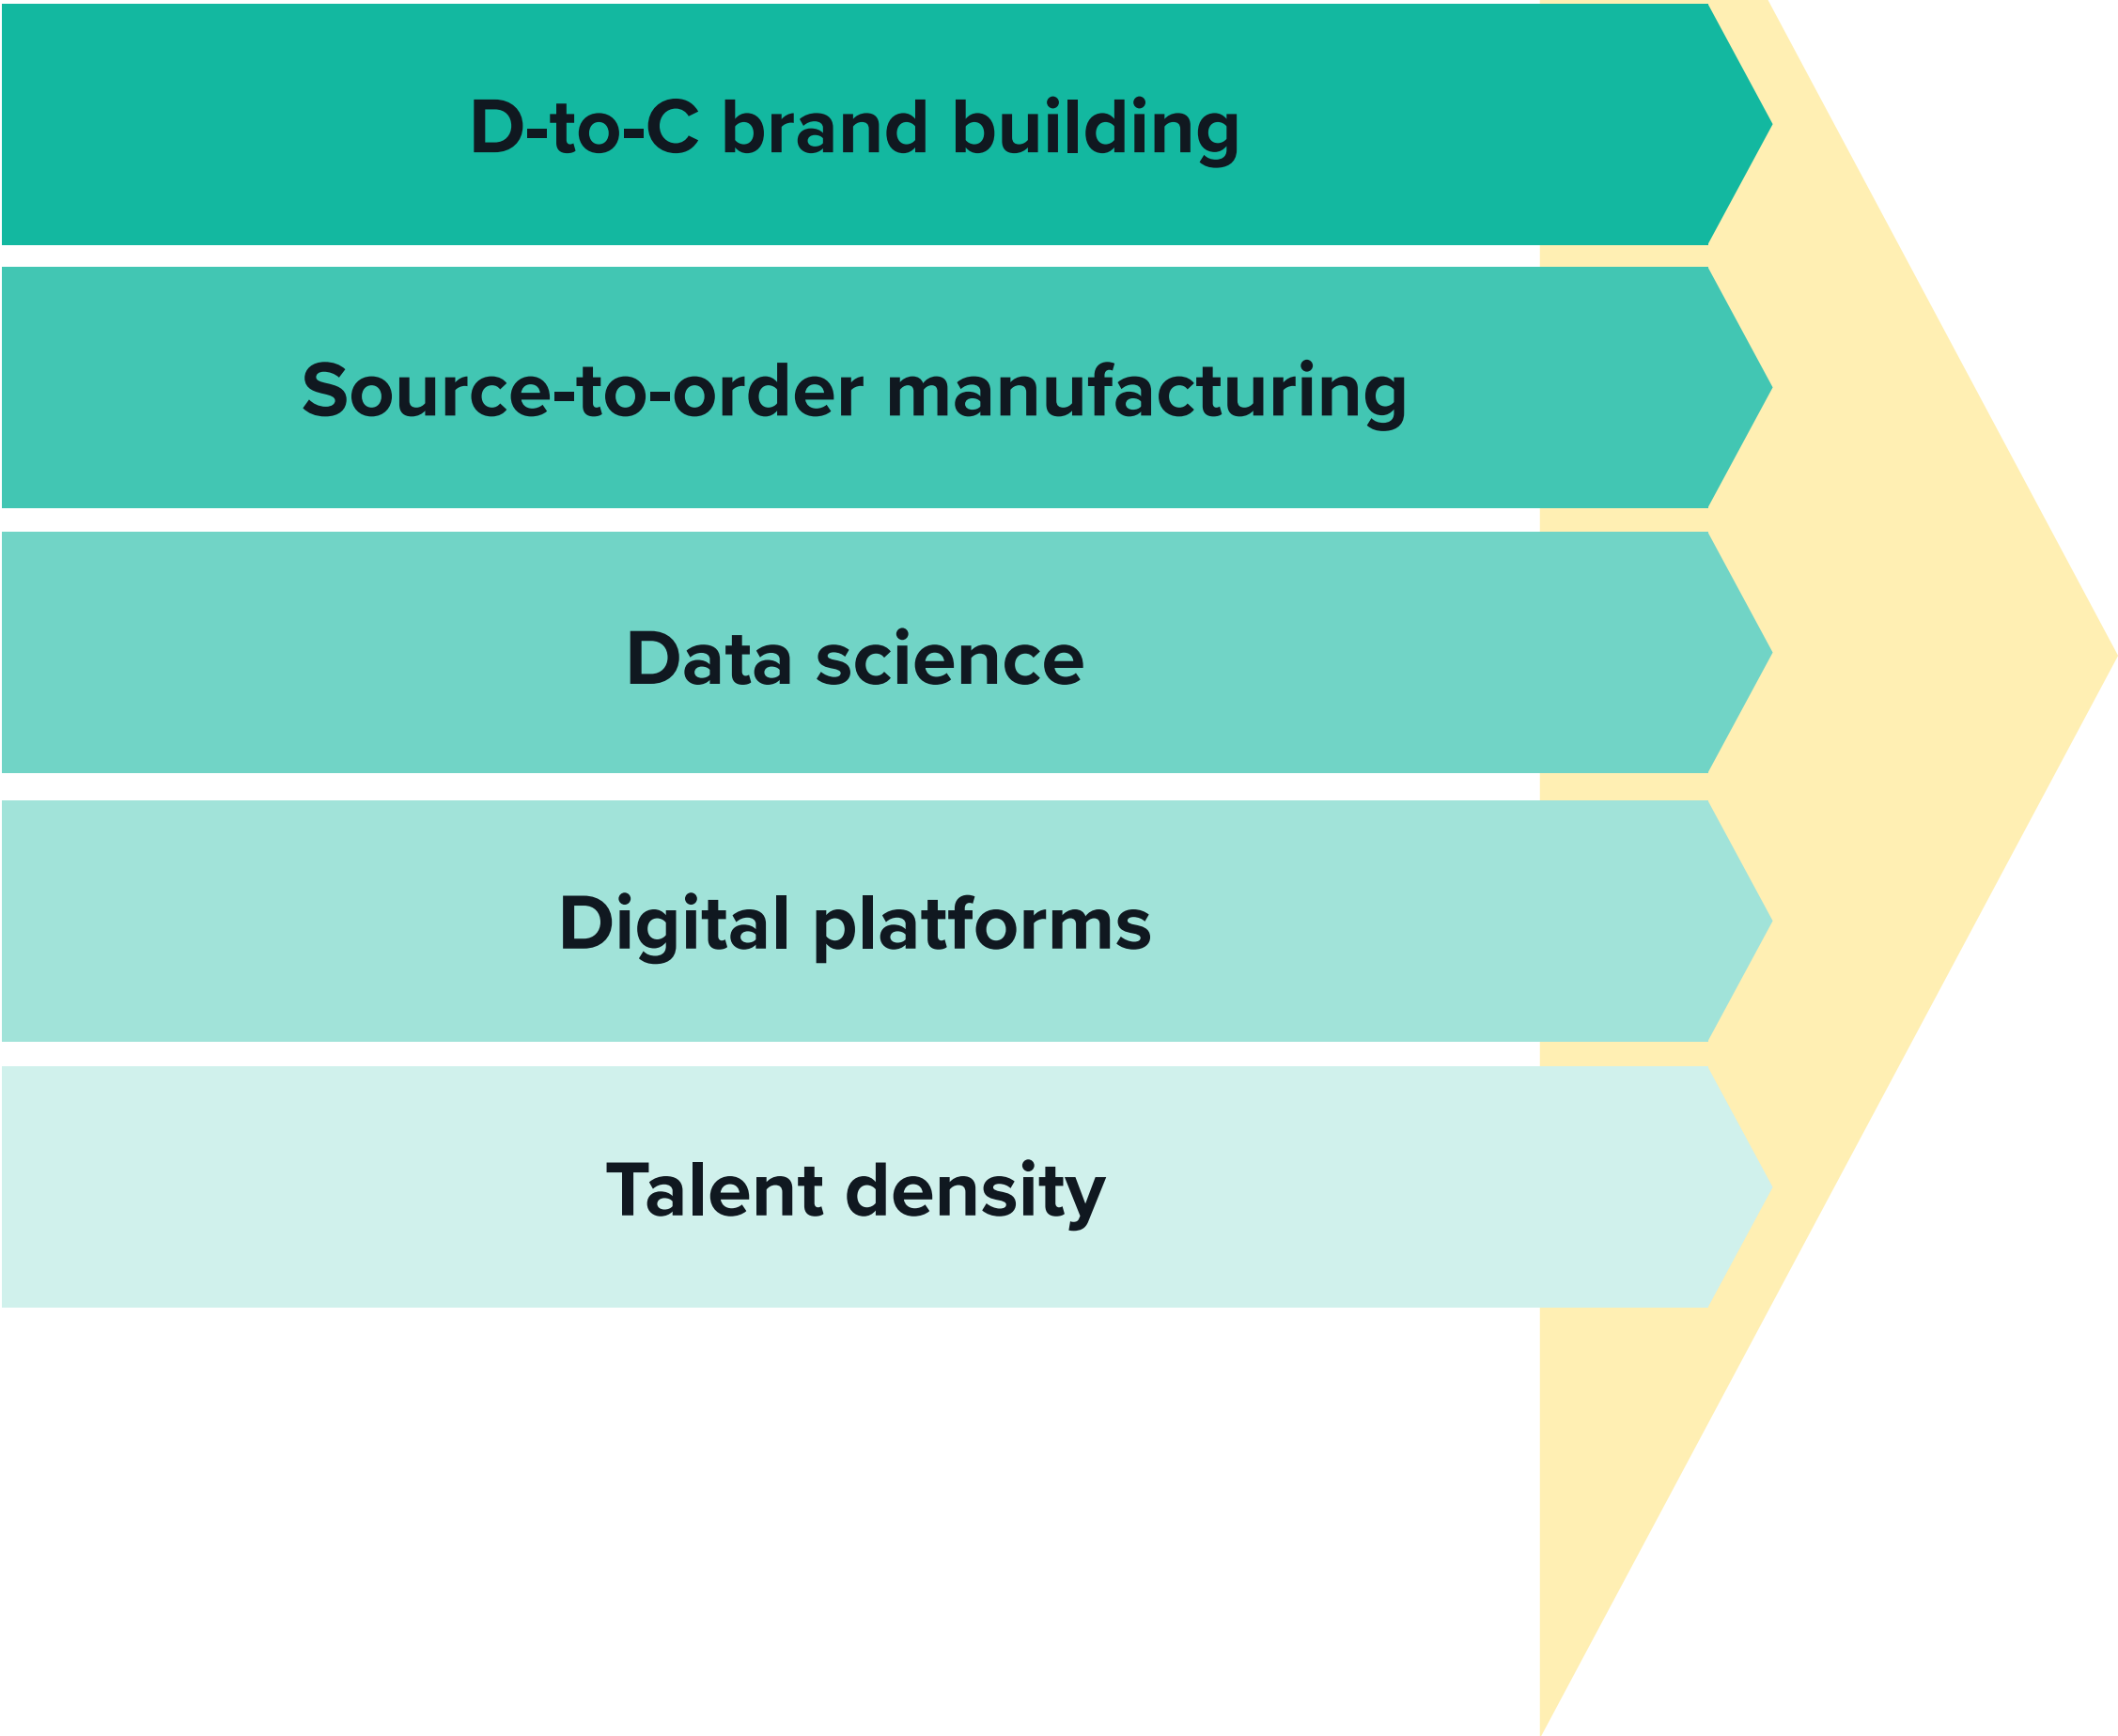 D-to-C brand building
Source-to-order manufacturing
Data science
Digital platforms
Talent density